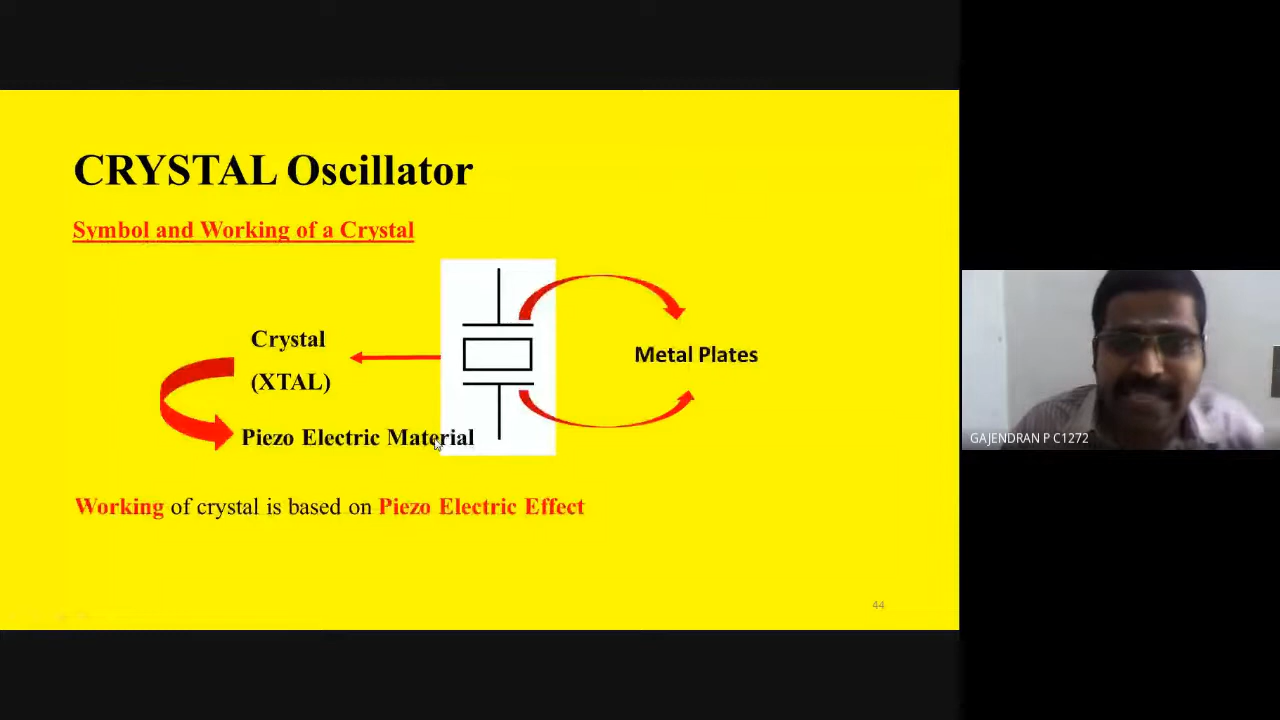 CRYSTAL Oscillator
Symbol and Working of a Crystal
Crystal
(XTAL)
Metal Plates
Piezo Electric Material
Working of crystal is based on Piezo Electric Effect
44
GAJENDRAN P C1272